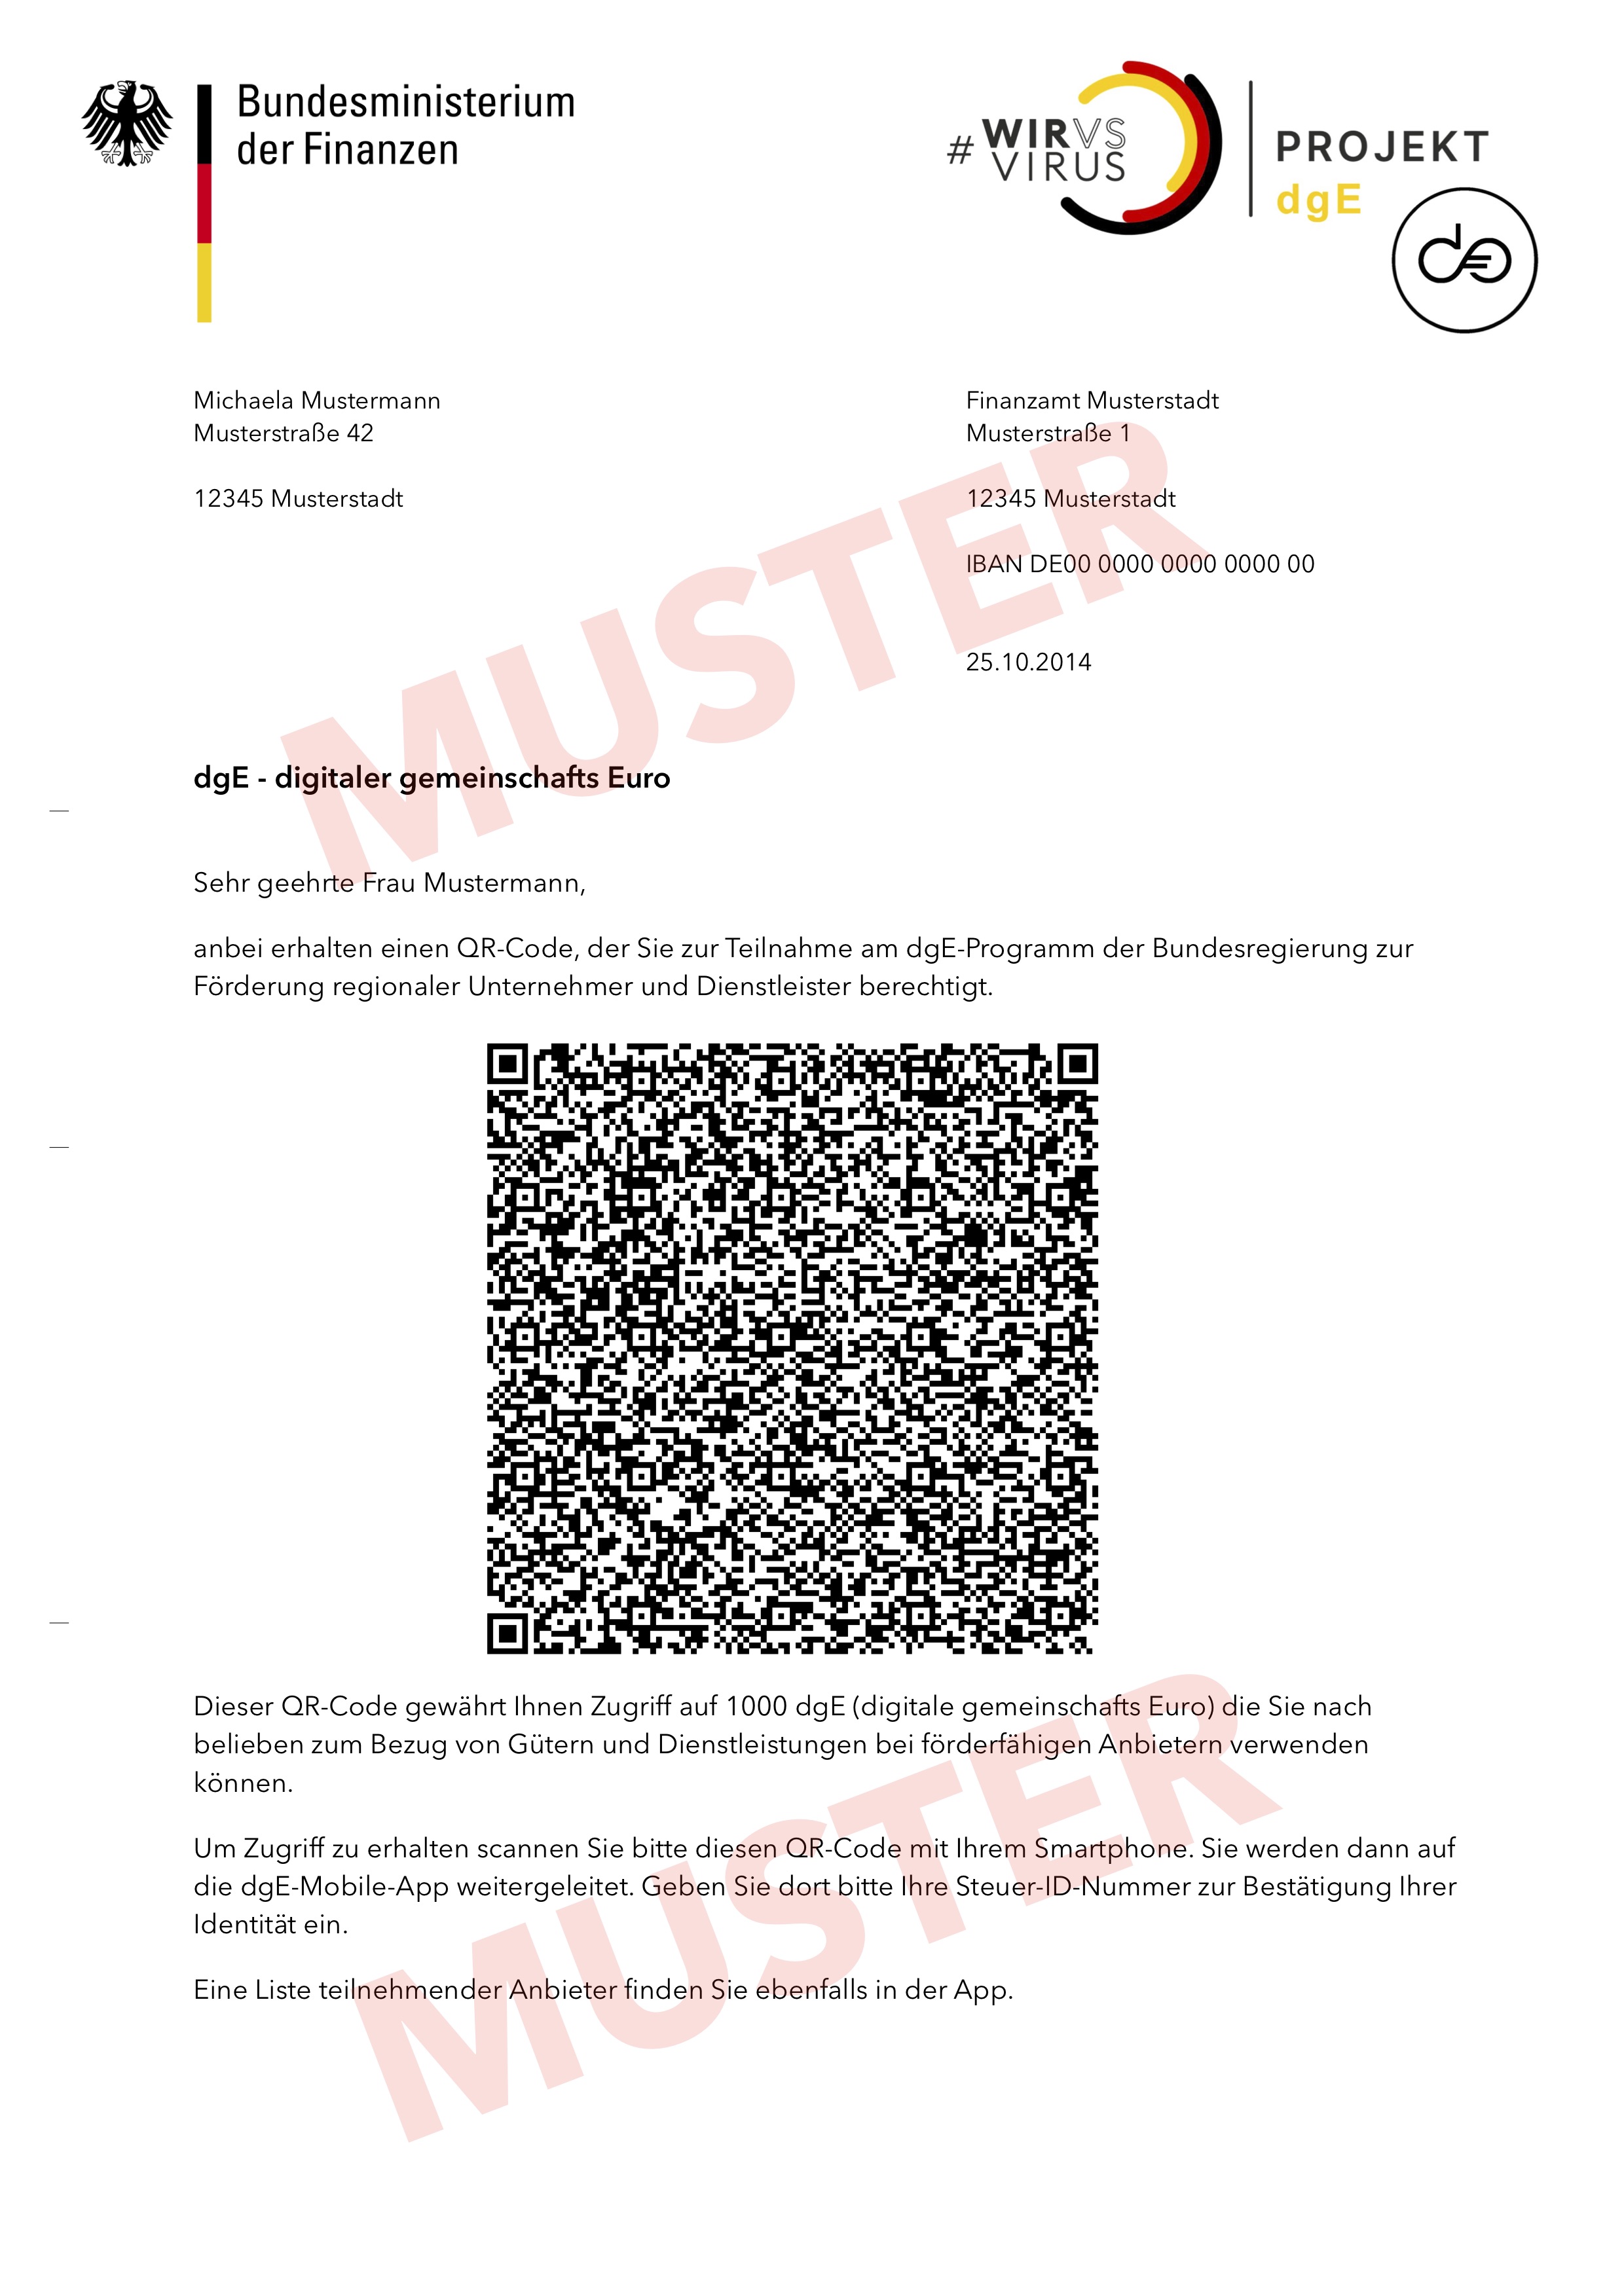 Bundesministerium
der Finanzen
# WIRVS
VIRUS
PROJEKT
dgE
Michaela Mustermann
Musterstraße 42
12345 Musterstadt
Finanzamt Musterstadt
Musterstraße 1
12345 Musterstadt
IBAN DE00 0000 0000 0000 00
25.10.2014
MUSTER
dgE - digitaler gemeinschafts Euro
Sehr geehrte Frau Mustermann,
anbei erhalten einen QR-Code, der Sie zur Teilnahme am dgE-Programm der Bundesregierung zur
Förderung regionaler Unternehmer und Dienstleister berechtigt.
Dieser QR-Code gewährt Ihnen Zugriff auf 1000 dgE (digitale gemeinschafts Euro) die Sie nach
belieben zum Bezug von Gütern und Dienstleistungen bei förderfähigen Anbietern verwenden
können.
Um Zugriff zu erhalten scannen Sie bitte diesen QR-Code mit Ihrem Smartphone. Sie werden dann auf
die dgE-Mobile-App weitergeleitet. Geben Sie dort bitte Ihre Steuer-ID-Nummer zur Bestätigung Ihrer
Identität ein.
Eine Liste teilnehmender Anbieter finden Sie ebenfalls in der App.
MUSTER